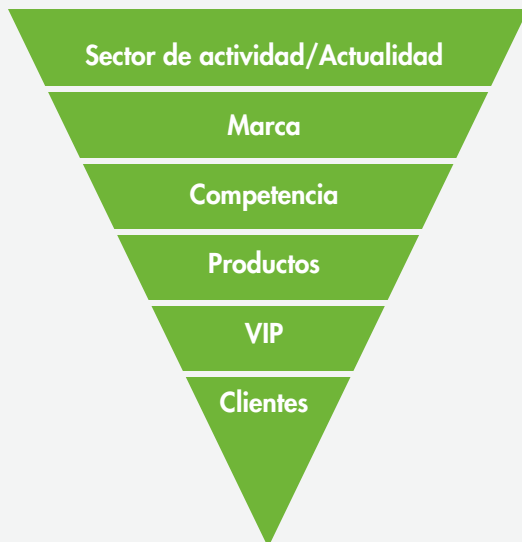 Sector de actividad/Actualidad
Marca
Competencia
Productos
VIP
Clientes